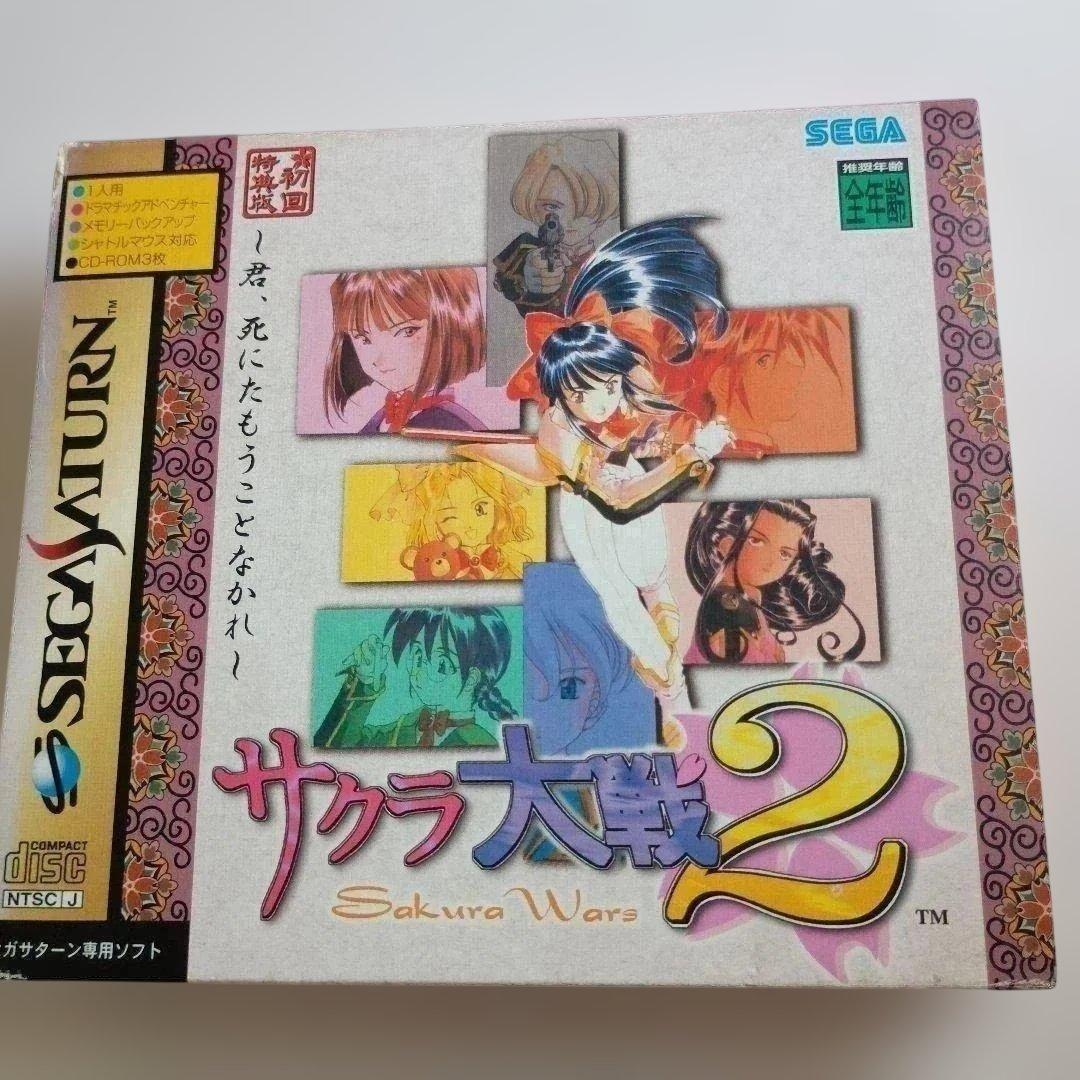 SEGA
推奨年齢
全年齢
初回
特典版
●1人用
●ドラマチックアドベンチャー
●メモリーバックアップ
●シャトルマウス対応
●CD-ROM3枚
SEGA SATURN™
~君、死にたもうことなかれ~
サクラ大戦2
Sakura Wars
TM
COMPACT
disc
NTSC J
ガサターン専用ソフト